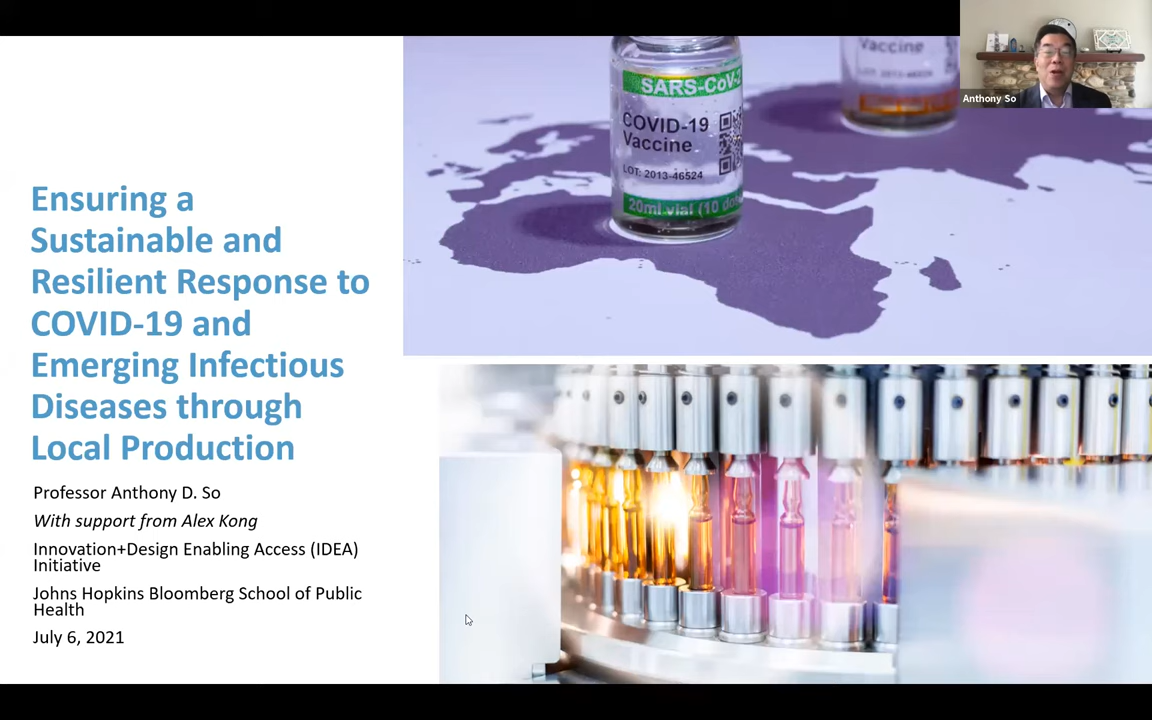 Ensuring a
Sustainable and
Resilient Response to
COVID-19 and
Emerging Infectious
Diseases through
Local Production
Professor Anthony D. So
With support from Alex Kong
Innovation+Design Enabling Access (IDEA)
Initiative
Johns Hopkins Bloomberg School of Public
Health
July 6, 2021
SARS-CoV-2
COVID-19
Vaccine
LOT: 2013-46524
20ml vial (10
Vaccine
Anthony So